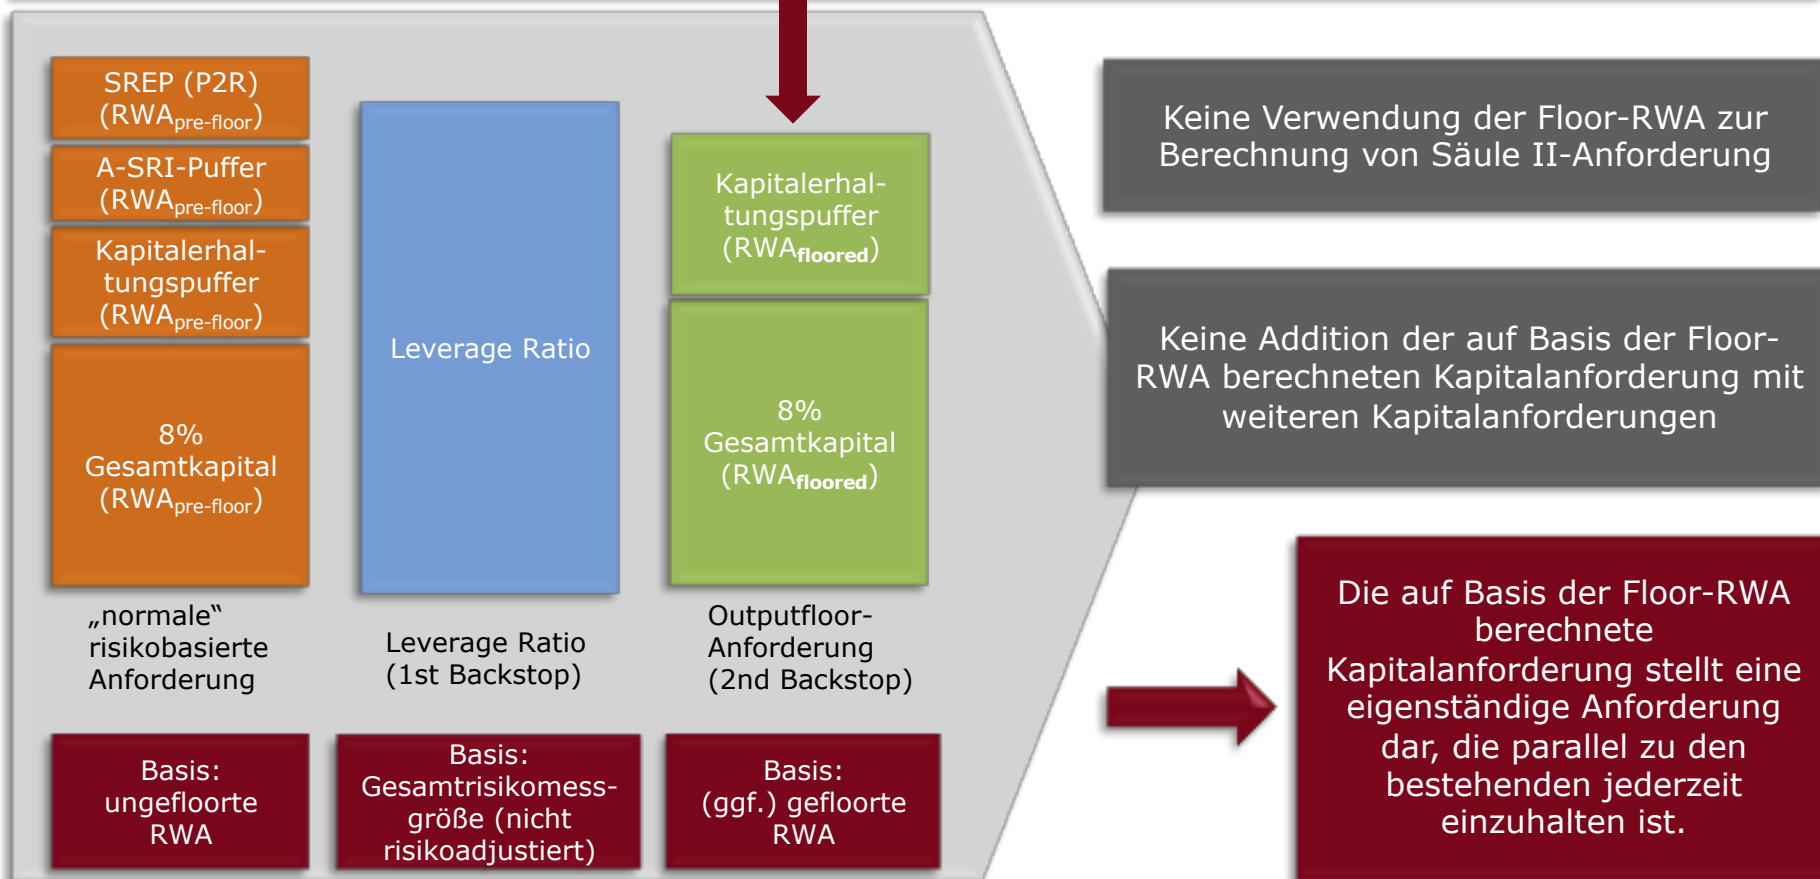 SREP (P2R)
(RWApre-floor)
A-SRI-Puffer
(RWApre-floor)
Kapitalerhal-
tungspuffer
(RWApre-floor)
8%
Gesamtkapital
(RWApre-floor)
„normale“
risikobasierte
Anforderung
Basis:
ungefloorte
RWA
Leverage Ratio
Leverage Ratio
(1st Backstop)
Basis:
Gesamtrisikomess-
größe (nicht
risikoadjustiert)
Kapitalerhal-
tungspuffer
(RWAfloored)
8%
Gesamtkapital
(RWAfloored)
Outputfloor-
Anforderung
(2nd Backstop)
Basis:
(ggf.) gefloorte
RWA
Keine Verwendung der Floor-RWA zur
Berechnung von Säule II-Anforderung
Keine Addition der auf Basis der Floor-
RWA berechneten Kapitalanforderung mit
weiteren Kapitalanforderungen
Die auf Basis der Floor-RWA
berechnete
Kapitalanforderung stellt eine
eigenständige Anforderung
dar, die parallel zu den
bestehenden jederzeit
einzuhalten ist.